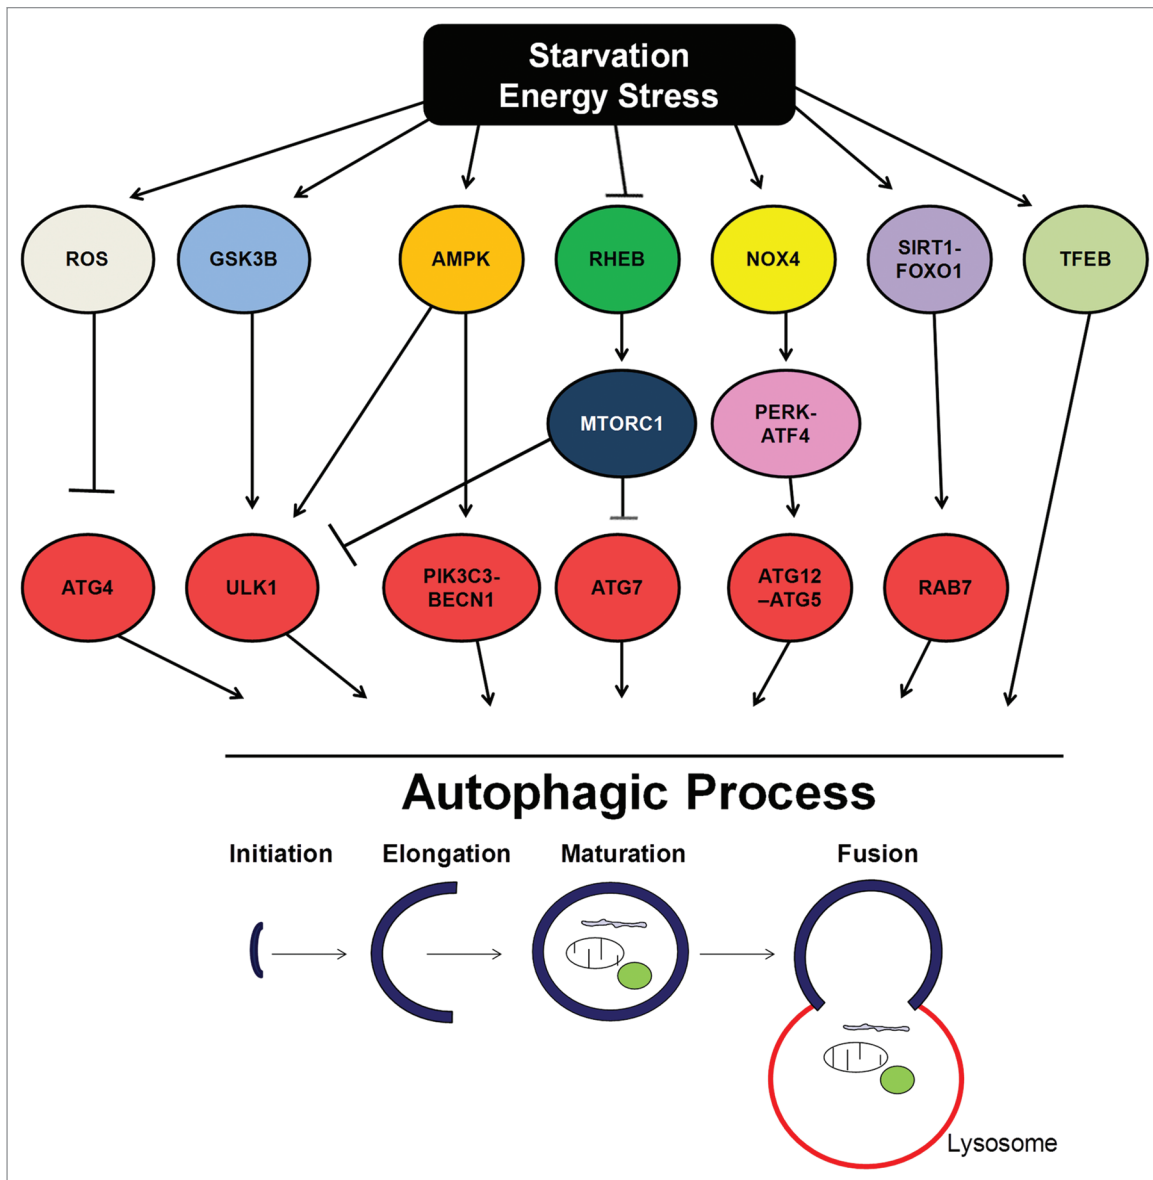 Starvation
Energy Stress
ROS
GSK3B
AMPK
RHEB
NOX4
SIRT1-
FOXO1
TFEB
MTORC1
PERK-
ATF4
ATG4
ULK1
PIK3C3-
BECN1
ATG7
ATG12
–ATG5
RAB7
Autophagic Process
Initiation
Elongation
Maturation
Fusion
Lysosome